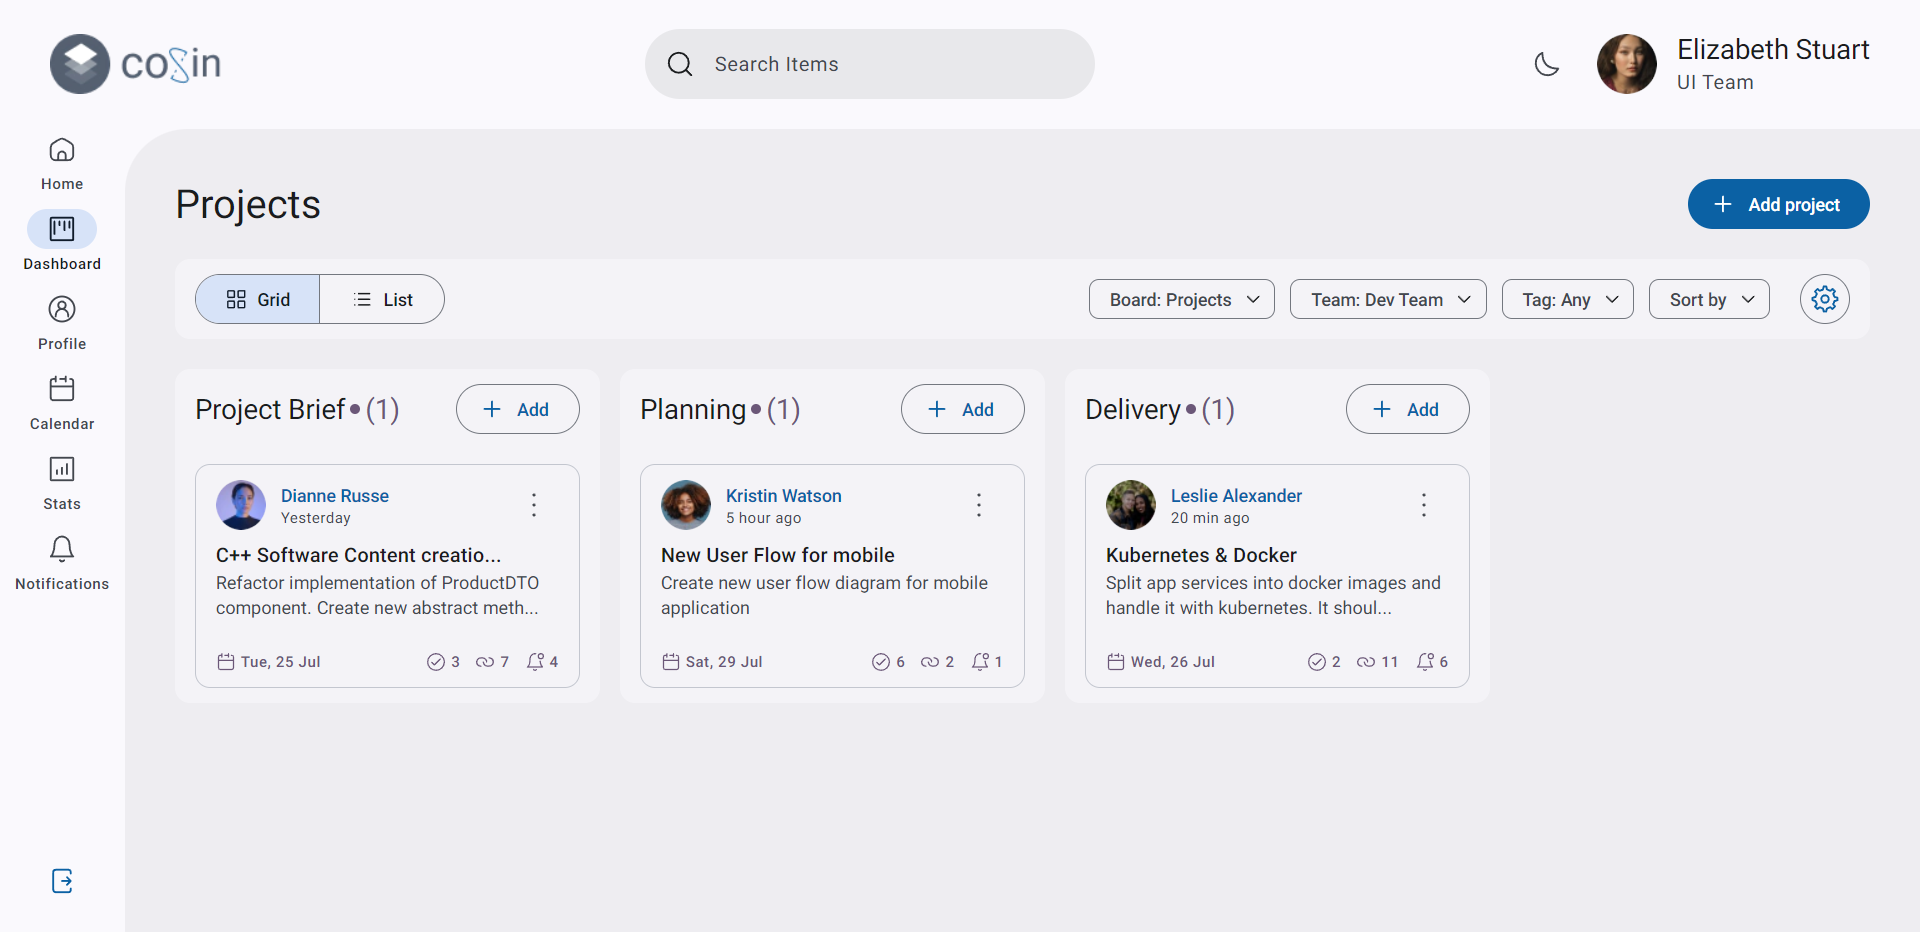 co in
Search Items
Elizabeth Stuart
UI Team
Home
Dashboard
Profile
Calendar
Stats
Notifications
Projects
Add project
Grid
List
Board: Projects
Team: Dev Team
Tag: Any
Sort by
Project Brief • (1)
Add
Dianne Russe
Yesterday
C++ Software Content creatio...
Refactor implementation of ProductDTO
component. Create new abstract meth...
Tue, 25 Jul
3
7
4
Planning • (1)
Add
Kristin Watson
5 hour ago
New User Flow for mobile
Create new user flow diagram for mobile
application
Sat, 29 Jul
6
2
1
Delivery • (1)
Add
Leslie Alexander
20 min ago
Kubernetes & Docker
Split app services into docker images and
handle it with kubernetes. It shoul...
Wed, 26 Jul
2
11
6